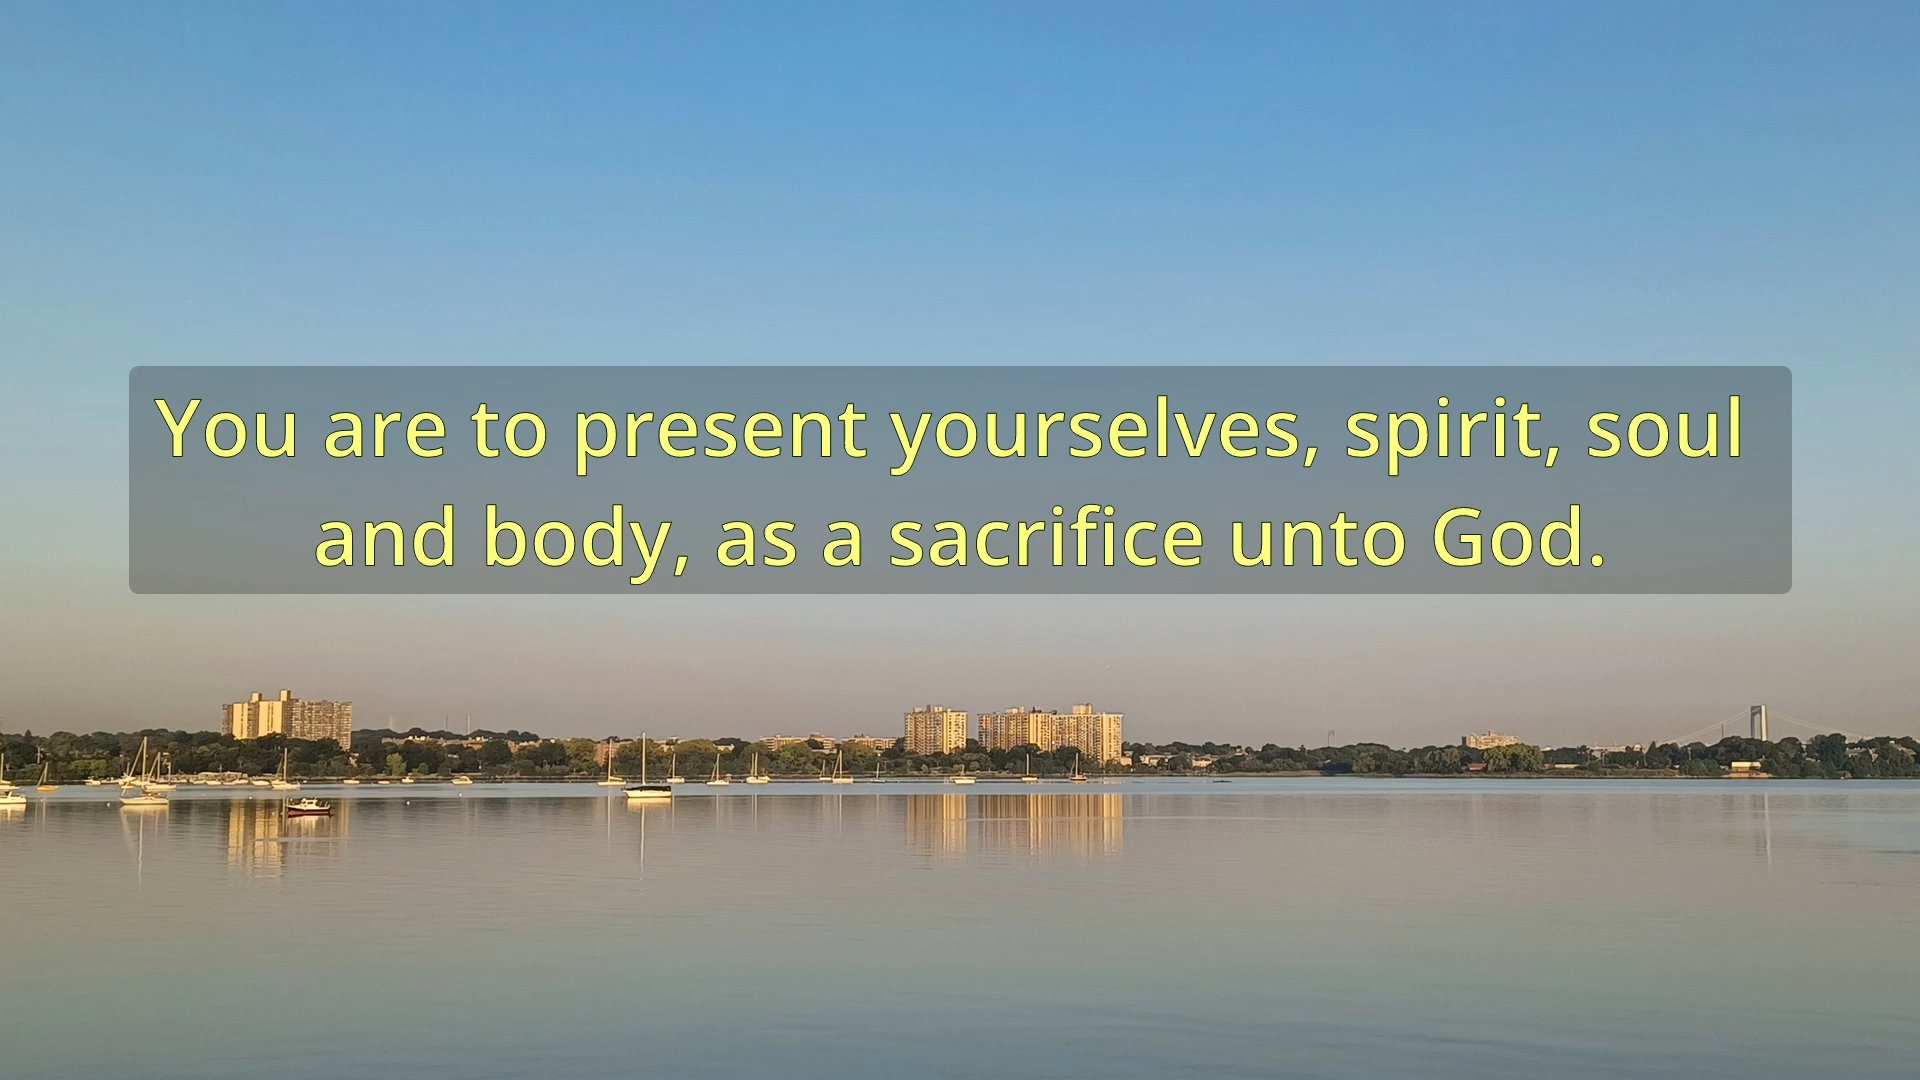 You are to present yourselves, spirit, soul
and body, as a sacrifice unto God.